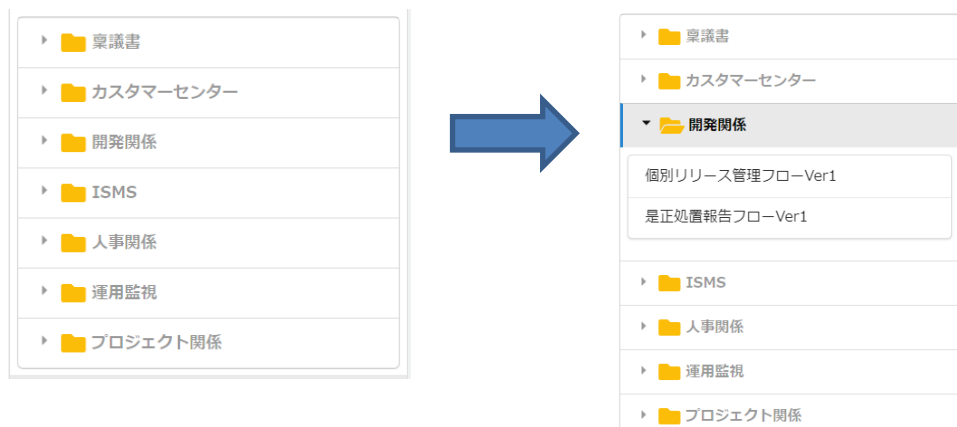 稟議書
カスタマーセンター
開発関係
ISMS
人事関係
運用監視
プロジェクト関係
稟議書
カスタマーセンター
開発関係
個別リリース管理フローVer1
是正処置報告フローVer1
ISMS
人事関係
運用監視
プロジェクト関係